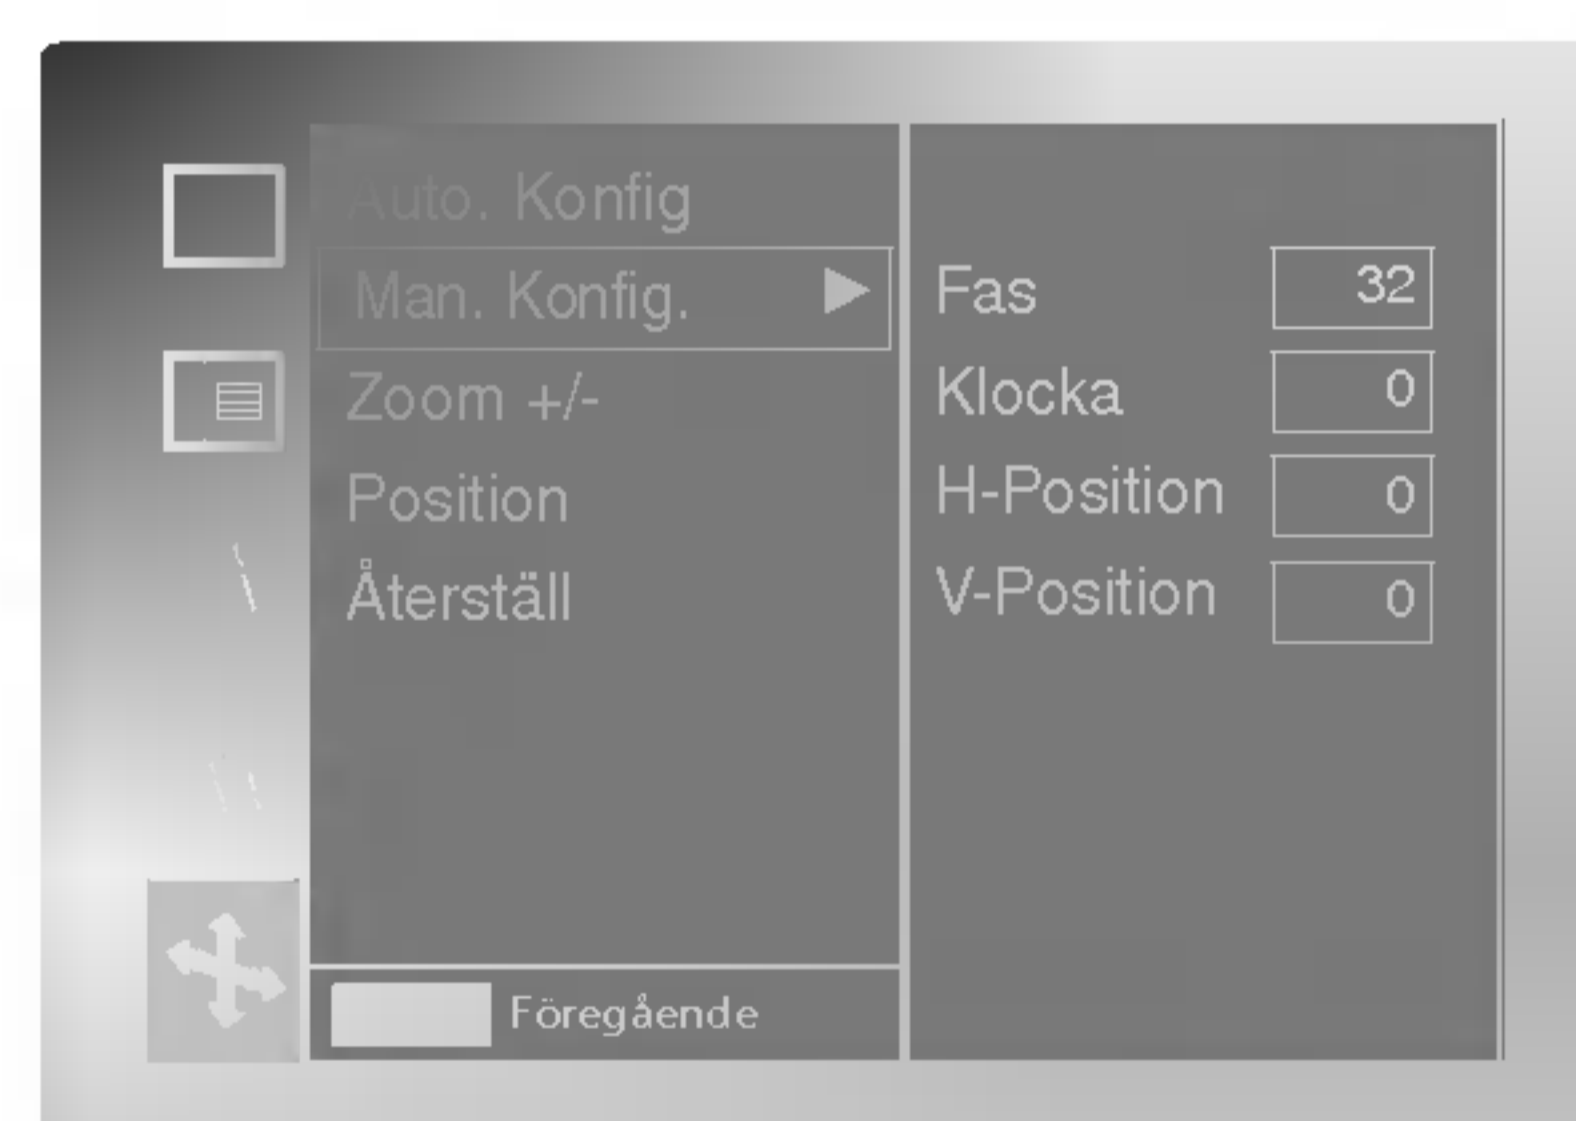 Auto. Konfig
Man. Konfig.
Zoom +/-
Position
Återställ
Föregående
Fas 32
Klocka 0
H-Position 0
V-Position 0